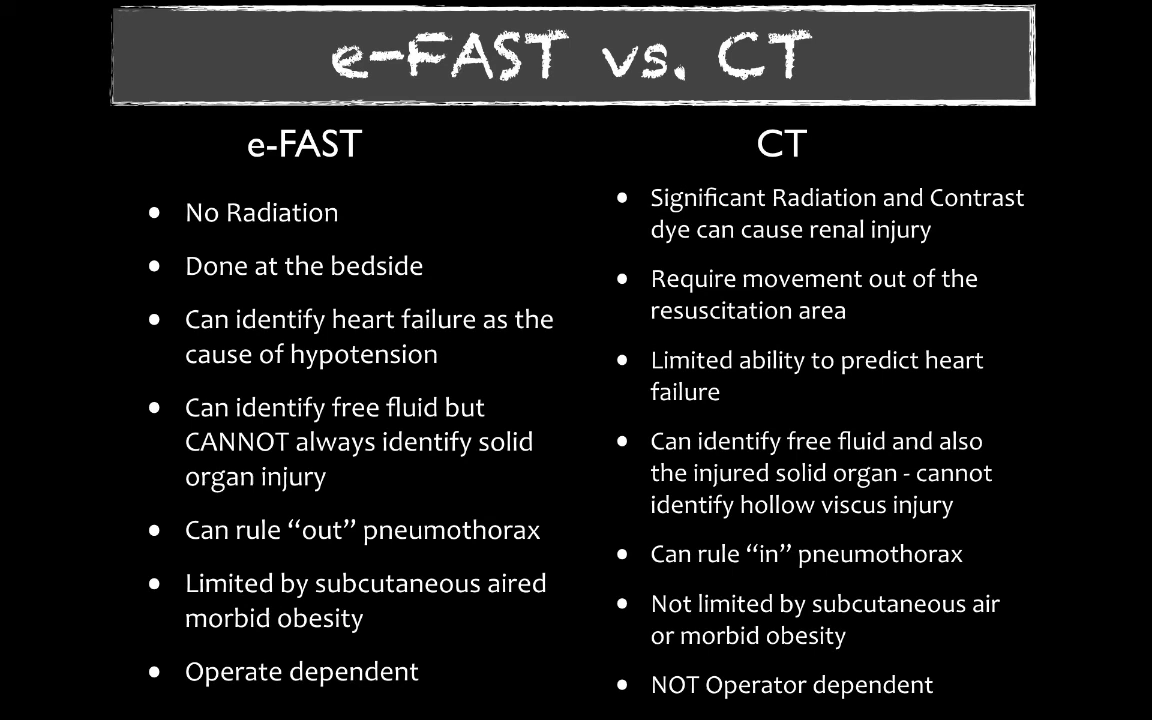 e-FAST vs. CT
e-FAST
• No Radiation
• Done at the bedside
• Can identify heart failure as the
cause of hypotension
• Can identify free fluid but
CANNOT always identify solid
organ injury
• Can rule “out” pneumothorax
• Limited by subcutaneous aired
morbid obesity
• Operate dependent
CT
• Significant Radiation and Contrast
dye can cause renal injury
• Require movement out of the
resuscitation area
• Limited ability to predict heart
failure
• Can identify free fluid and also
the injured solid organ - cannot
identify hollow viscus injury
• Can rule “in” pneumothorax
• Not limited by subcutaneous air
or morbid obesity
• NOT Operator dependent